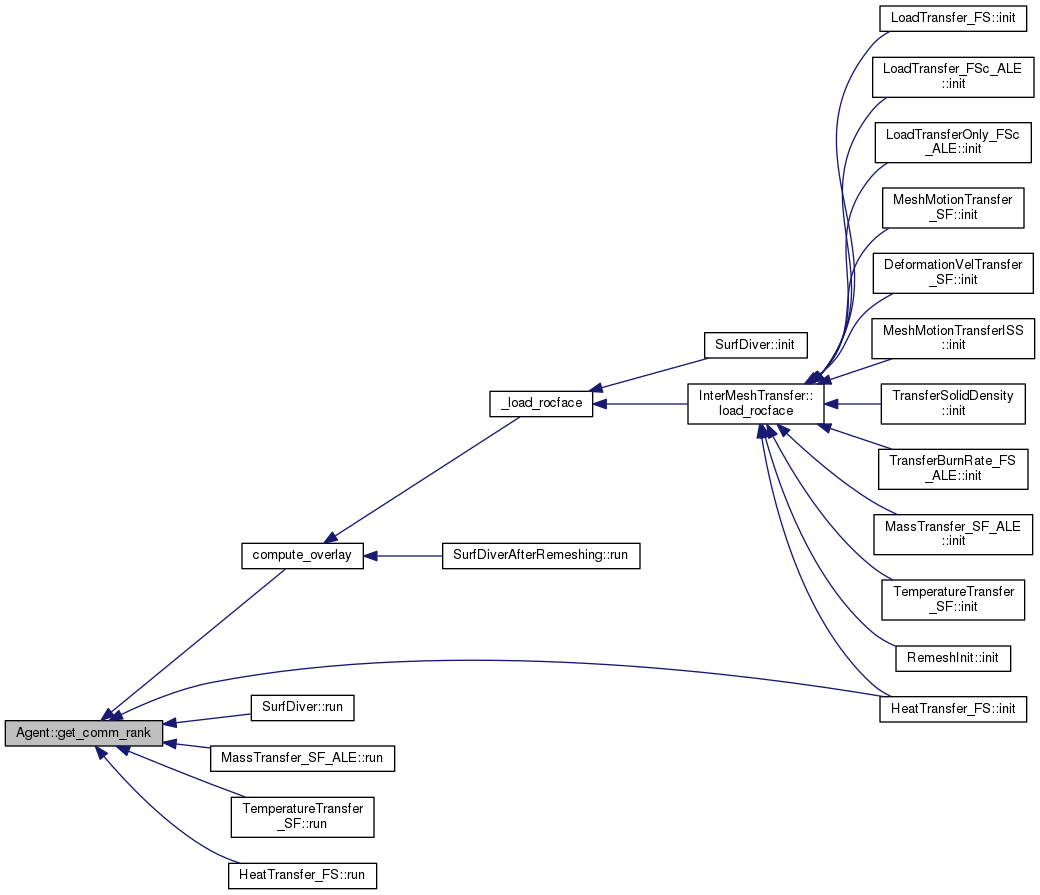 LoadTransfer_FS::init
LoadTransfer_FSc_ALE
::init
LoadTransferOnly_FSc
_ALE::init
MeshMotionTransfer
_SF::init
DeformationVelTransfer
_SF::init
MeshMotionTransferISS
::init
SurfDiver::init
InterMeshTransfer::
load_rocface
_load_rocface
TransferSolidDensity
::init
TransferBurnRate_FS
_ALE::init
MassTransfer_SF_ALE
::init
compute_overlay
SurfDiverAfterRemeshing::run
TemperatureTransfer
_SF::init
RemeshInit::init
HeatTransfer_FS::init
SurfDiver::run
Agent::get_comm_rank
MassTransfer_SF_ALE::run
TemperatureTransfer
_SF::run
HeatTransfer_FS::run